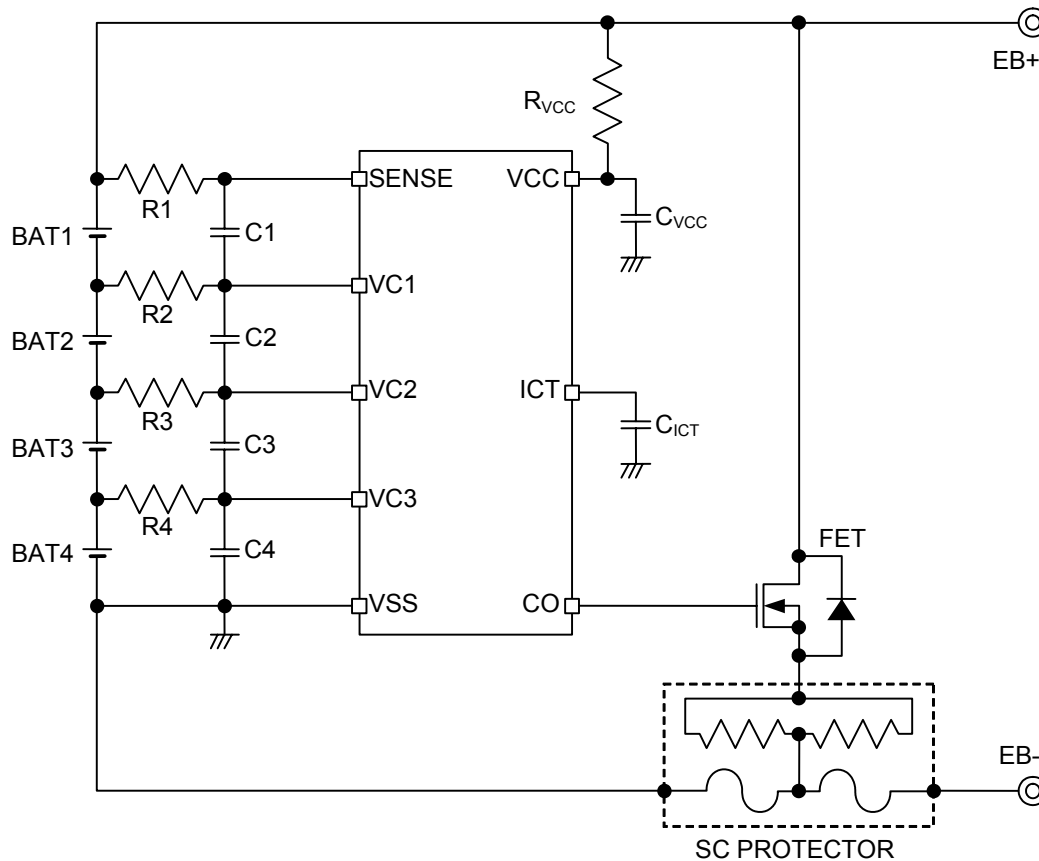 EB+
RVCC
SENSE
VCC
R1
BAT1
C1
CVCC
VC1
R2
BAT2
C2
VC2
ICT
R3
BAT3
C3
CICT
VC3
R4
BAT4
C4
FET
VSS
CO
EB-
SC PROTECTOR